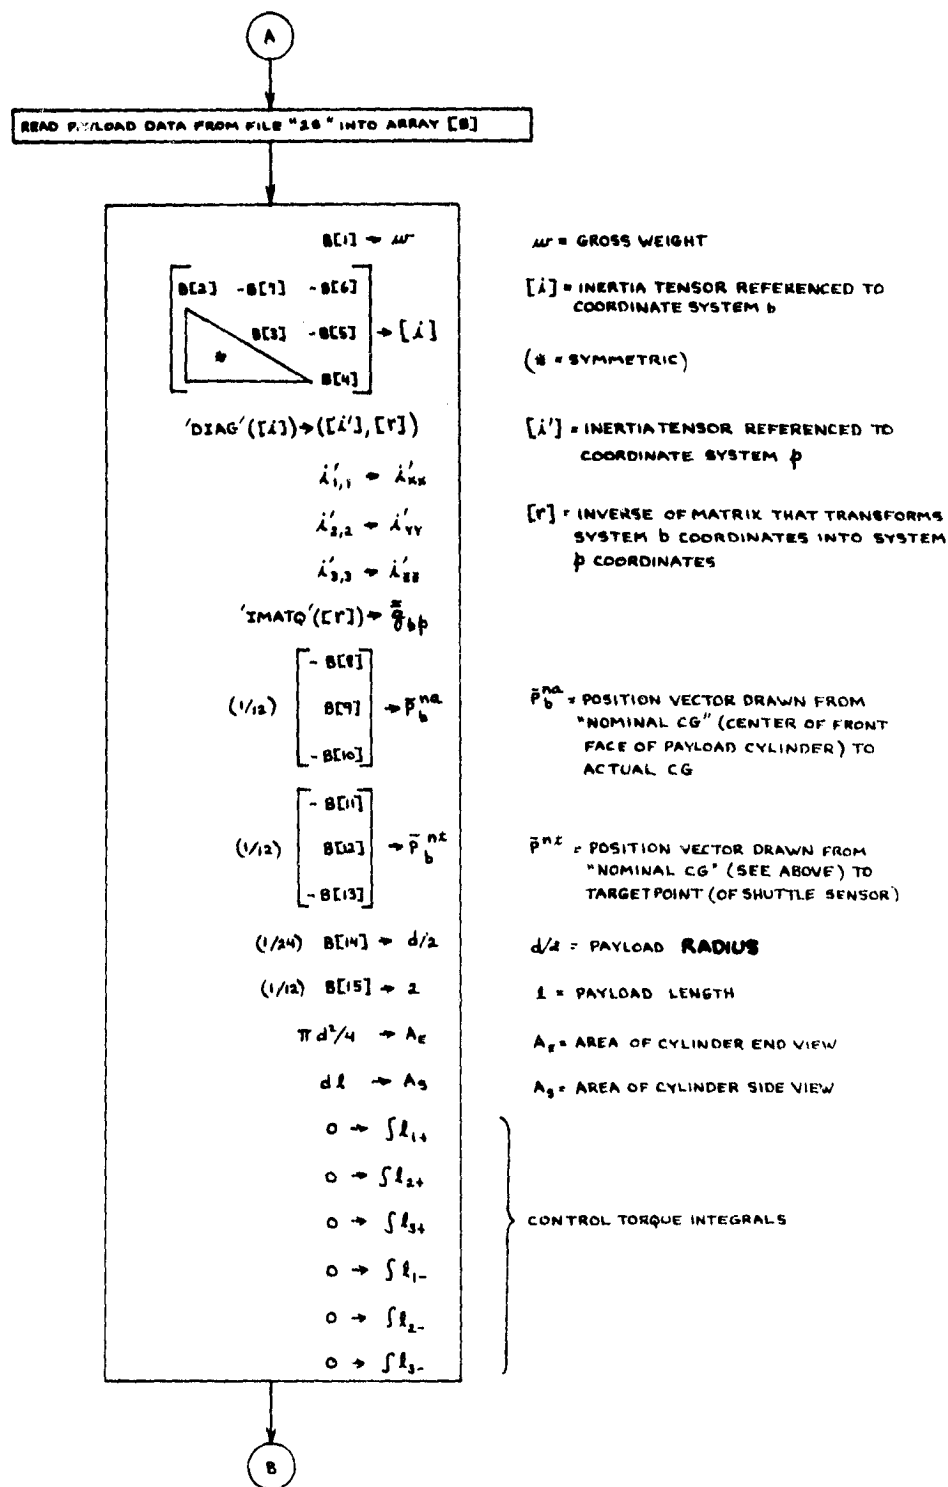 A
READ PAYLOAD DATA FROM FILE "26" INTO ARRAY [B]
B[1] → w
w = GROSS WEIGHT
B[2] -B[7] -B[6]
B[3] -B[5] → [i]
* B[4]
[i] = INERTIA TENSOR REFERENCED TO
COORDINATE SYSTEM b
(* = SYMMETRIC)
'DIAG'([i]) → ([i'], [r])
[i'] = INERTIA TENSOR REFERENCED TO
COORDINATE SYSTEM p
i'₁,₁ → i'xx
i'₂,₂ → i'YY
i'₃,₃ → i'zz
[r] = INVERSE OF MATRIX THAT TRANSFORMS
SYSTEM b COORDINATES INTO SYSTEM
p COORDINATES
'IMATQ'([r]) → q̄bp
-B[8]
(1/12) B[9] → p̄b^na
-B[10]
p̄b^na = POSITION VECTOR DRAWN FROM
"NOMINAL CG" (CENTER OF FRONT
FACE OF PAYLOAD CYLINDER) TO
ACTUAL CG
-B[11]
(1/12) B[12] → p̄b^nt
-B[13]
p̄^nt = POSITION VECTOR DRAWN FROM
"NOMINAL CG" (SEE ABOVE) TO
TARGETPOINT (OF SHUTTLE SENSOR)
(1/24) B[14] → d/2
d/2 = PAYLOAD RADIUS
(1/12) B[15] → 2
l = PAYLOAD LENGTH
πd²/4 → A_E
A_E = AREA OF CYLINDER END VIEW
dl → A_S
A_S = AREA OF CYLINDER SIDE VIEW
0 → ∫l₁₊
0 → ∫l₂₊
0 → ∫l₃₊
CONTROL TORQUE INTEGRALS
0 → ∫l₁₋
0 → ∫l₂₋
0 → ∫l₃₋
B